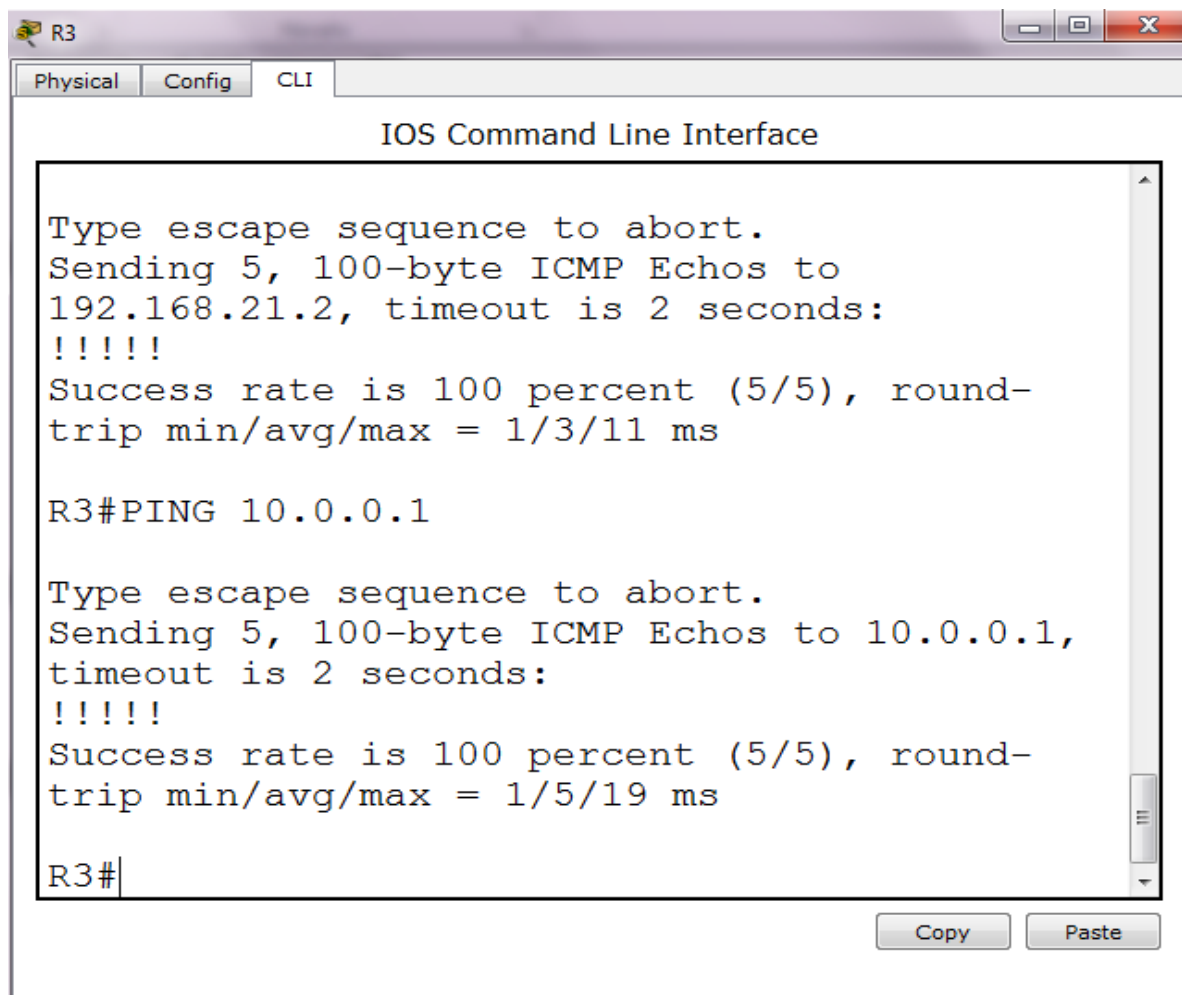 R3
Physical Config CLI
IOS Command Line Interface
Type escape sequence to abort.
Sending 5, 100-byte ICMP Echos to
192.168.21.2, timeout is 2 seconds:
!!!!!
Success rate is 100 percent (5/5), round-
trip min/avg/max = 1/3/11 ms
R3#PING 10.0.0.1
Type escape sequence to abort.
Sending 5, 100-byte ICMP Echos to 10.0.0.1,
timeout is 2 seconds:
!!!!!
Success rate is 100 percent (5/5), round-
trip min/avg/max = 1/5/19 ms
R3#
Copy Paste